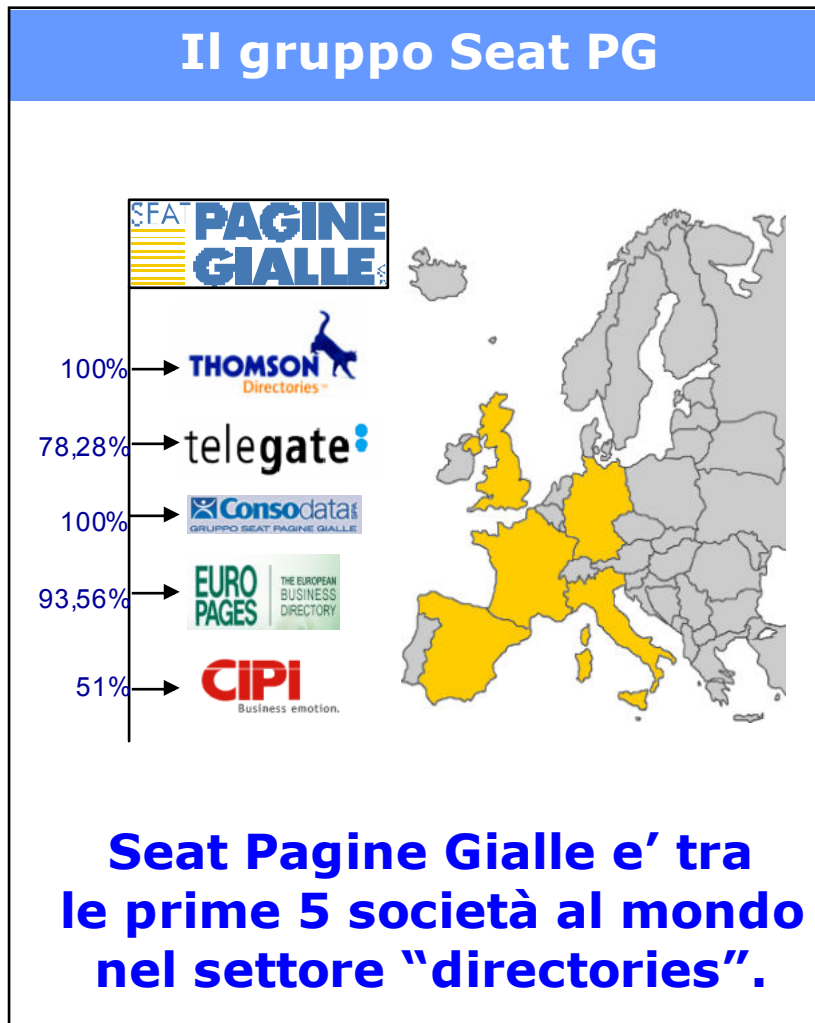 Il gruppo Seat PG
SEAT PAGINE
GIALLE
100%
THOMSON
Directories™
78,28%
telegate
100%
Consodata SPA
GRUPPO SEAT PAGINE GIALLE
93,56%
EURO
PAGES
THE EUROPEAN
BUSINESS
DIRECTORY
51%
CIPI
Business emotion.
Seat Pagine Gialle e’ tra
le prime 5 società al mondo
nel settore “directories”.